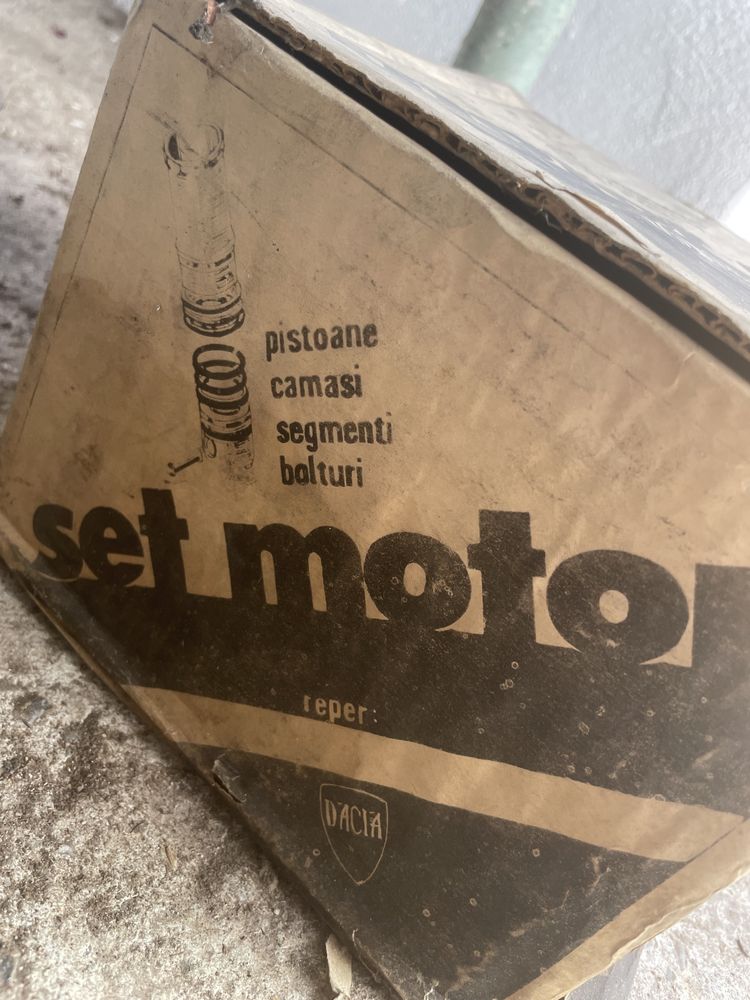 pistoane
camasi
segmenti
bolturi
set motor
reper:
DACIA